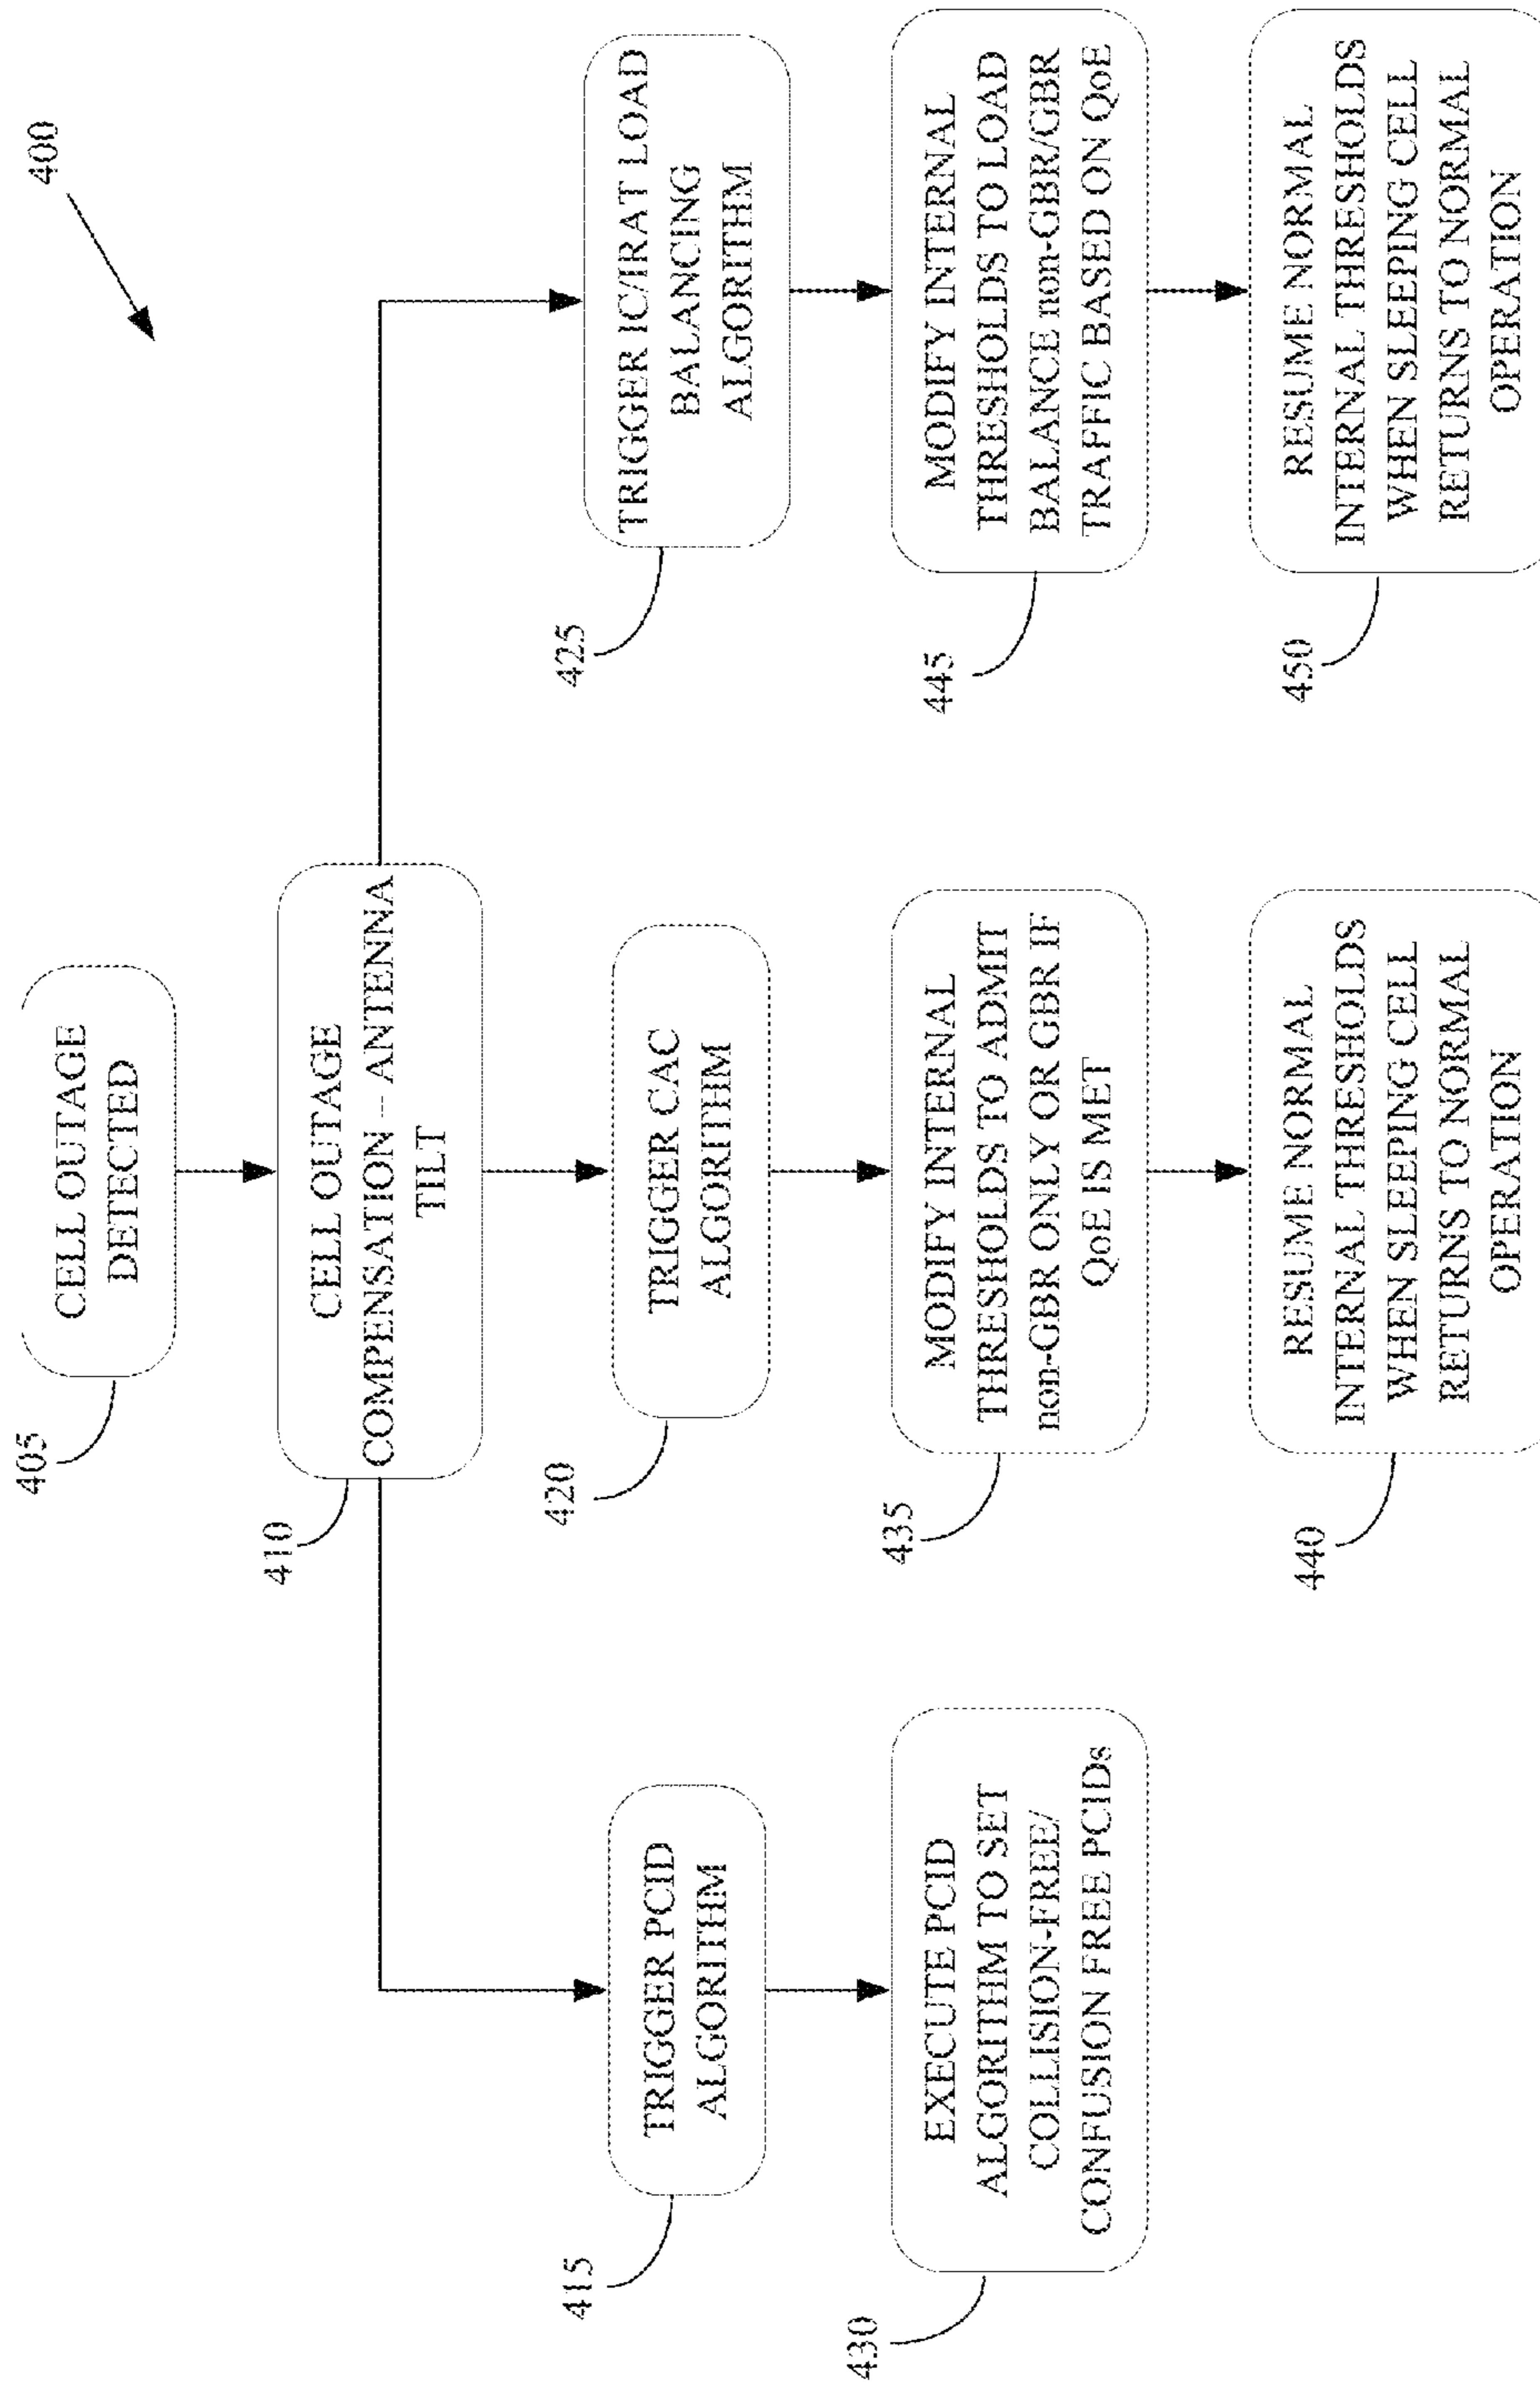 400
405
CELL OUTAGE
DETECTED
410
CELL OUTAGE
COMPENSATION -- ANTENNA
TILT
415
TRIGGER PCID
ALGORITHM
420
TRIGGER CAC
ALGORITHM
425
TRIGGER IC/IRAT LOAD
BALANCING
ALGORITHM
430
EXECUTE PCID
ALGORITHM TO SET
COLLISION-FREE/
CONFUSION FREE PCIDs
435
MODIFY INTERNAL
THRESHOLDS TO ADMIT
non-GBR ONLY OR GBR IF
QoE IS MET
445
MODIFY INTERNAL
THRESHOLDS TO LOAD
BALANCE non-GBR/GBR
TRAFFIC BASED ON QoE
440
RESUME NORMAL
INTERNAL THRESHOLDS
WHEN SLEEPING CELL
RETURNS TO NORMAL
OPERATION
450
RESUME NORMAL
INTERNAL THRESHOLDS
WHEN SLEEPING CELL
RETURNS TO NORMAL
OPERATION